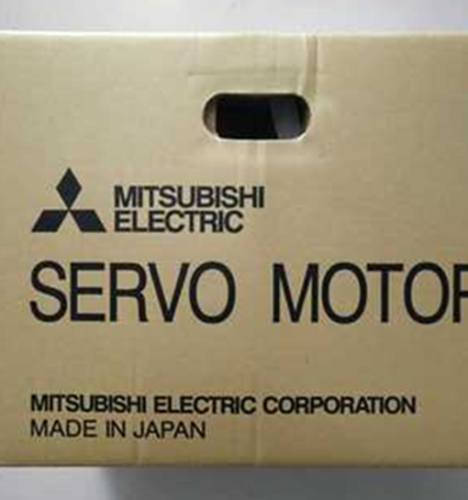 MITSUBISHI
ELECTRIC
SERVO MOTOR
MITSUBISHI ELECTRIC CORPORATION
MADE IN JAPAN